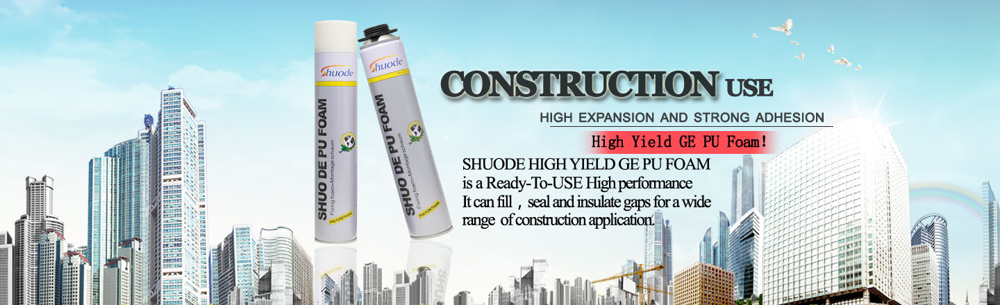 CONSTRUCTION USE
HIGH EXPANSION AND STRONG ADHESION
High Yield GE PU Foam!
SHUODE HIGH YIELD GE PU FOAM
is a Ready-To-USE High performance
It can fill , seal and insulate gaps for a wide
range of construction application.
Shuode
SHUO DE PU FOAM
Fixing foam-Montage schaum
POLYURETHANE
Shuode
SHUO DE PU FOAM
Fixing foam-Montage schaum
POLYURETHANE